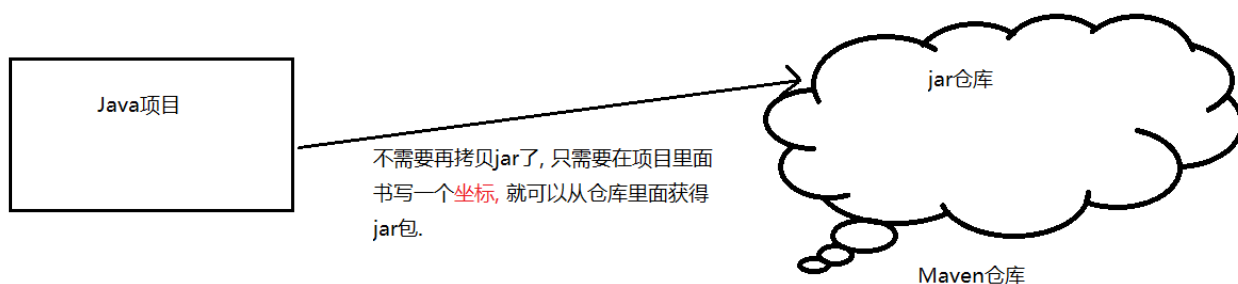 Java项目
jar仓库
不需要再拷贝jar了, 只需要在项目里面
书写一个坐标, 就可以从仓库里面获得
jar包.
Maven仓库